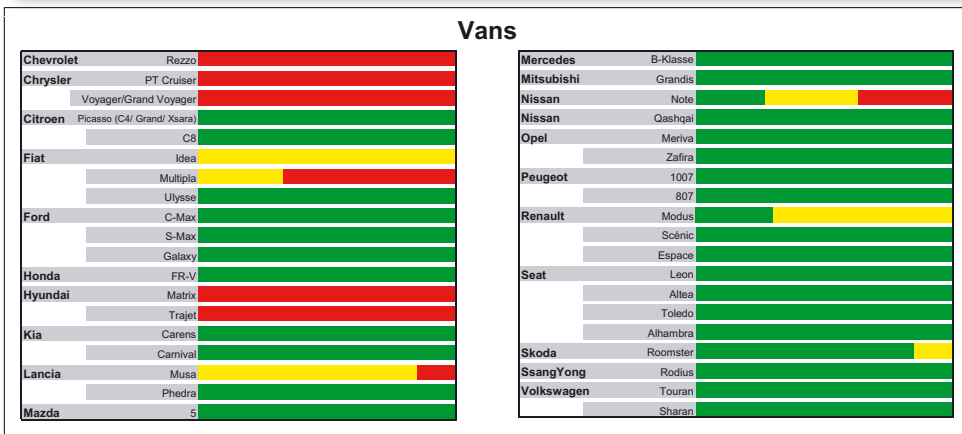 Vans
Chevrolet Rezzo
Chrysler PT Cruiser
Voyager/Grand Voyager
Citroen Picasso (C4/ Grand/ Xsara)
C8
Fiat Idea
Multipla
Ulysse
Ford C-Max
S-Max
Galaxy
Honda FR-V
Hyundai Matrix
Trajet
Kia Carens
Carnival
Lancia Musa
Phedra
Mazda 5
Mercedes B-Klasse
Mitsubishi Grandis
Nissan Note
Nissan Qashqai
Opel Meriva
Zafira
Peugeot 1007
807
Renault Modus
Scénic
Espace
Seat Leon
Altea
Toledo
Alhambra
Skoda Roomster
SsangYong Rodius
Volkswagen Touran
Sharan